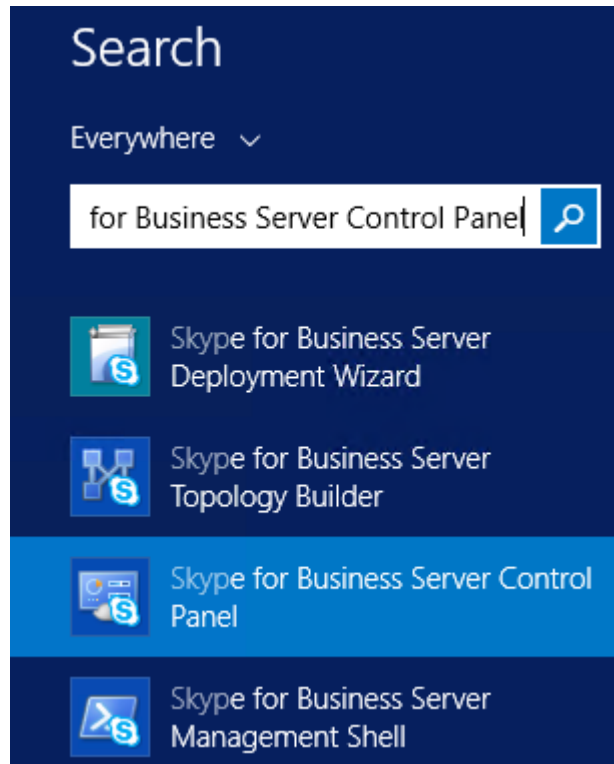 Search
Everywhere
for Business Server Control Panel
Skype for Business Server
Deployment Wizard
Skype for Business Server
Topology Builder
Skype for Business Server Control
Panel
Skype for Business Server
Management Shell